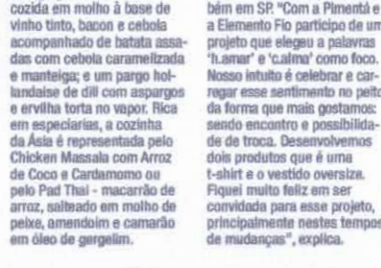 cozida em molho à base de
vinho tinto, bacon e cebola
acompanhado de batata assa-
das com cebola caramelizada
e manteiga; e um pargo hol-
landaise de dill com aspargos
e ervilha torta no vapor. Rica
em especiarias, a cozinha
da Ásia é representada pelo
Chicken Massala com Arroz
de Coco e Cardamomo ou
pelo Pad Thai - macarrão de
arroz, salteado em molho de
peixe, amendoim e camarão
em óleo de gergelim.
bém em SP. "Com a Pimentá e
a Elemento Fio participo de um
projeto que elegeu a palavras
'h.amar' e 'c.alma' como foco.
Nosso intuito é celebrar e car-
regar esse sentimento no peito
da forma que mais gostamos:
sendo encontro e possibilida-
de de troca. Desenvolvemos
dois produtos que é uma
t-shirt e o vestido oversize.
Fiquei muito feliz em ser
convidada para esse projeto,
principalmente nestes tempos
de mudanças", explica.